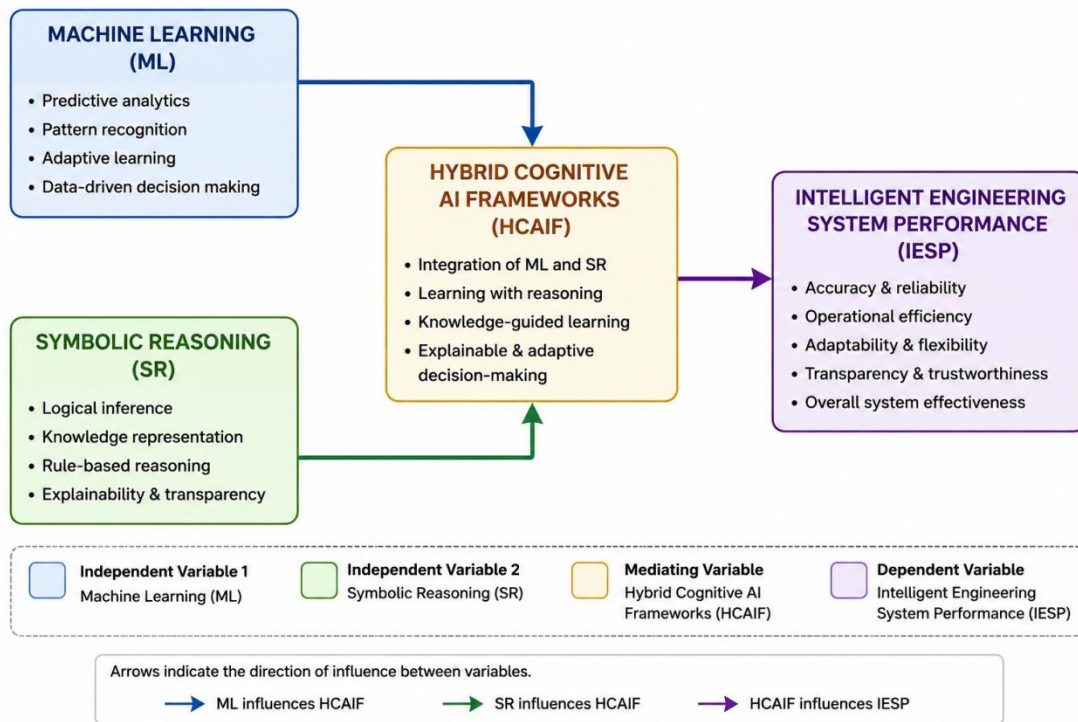 MACHINE LEARNING
(ML)
• Predictive analytics
• Pattern recognition
• Adaptive learning
• Data-driven decision making
SYMBOLIC REASONING
(SR)
• Logical inference
• Knowledge representation
• Rule-based reasoning
• Explainability & transparency
HYBRID COGNITIVE
AI FRAMEWORKS
(HCAIF)
• Integration of ML and SR
• Learning with reasoning
• Knowledge-guided learning
• Explainable & adaptive
decision-making
INTELLIGENT ENGINEERING
SYSTEM PERFORMANCE
(IESP)
• Accuracy & reliability
• Operational efficiency
• Adaptability & flexibility
• Transparency & trustworthiness
• Overall system effectiveness
Independent Variable 1
Machine Learning (ML)
Independent Variable 2
Symbolic Reasoning (SR)
Mediating Variable
Hybrid Cognitive AI
Frameworks (HCAIF)
Dependent Variable
Intelligent Engineering
System Performance (IESP)
Arrows indicate the direction of influence between variables.
ML influences HCAIF
SR influences HCAIF
HCAIF influences IESP